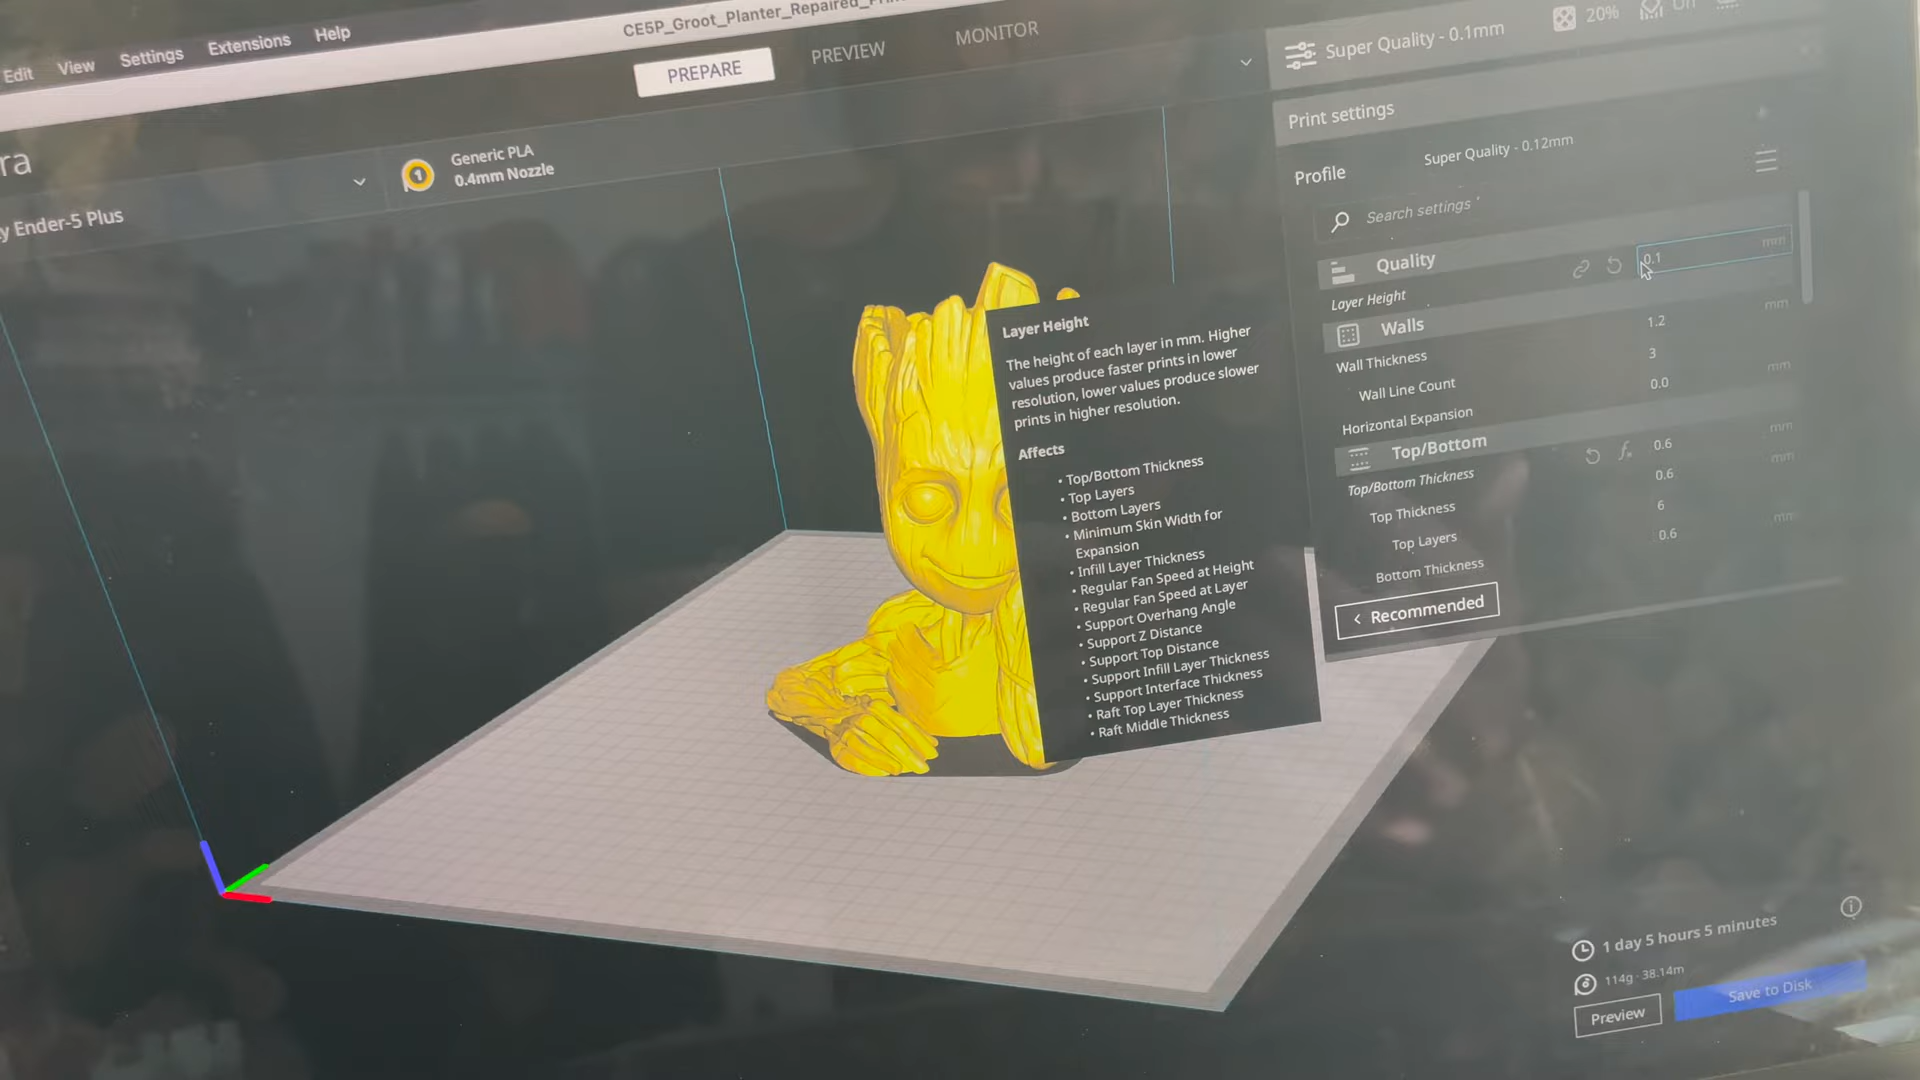 Edit View Settings Extensions Help
CE5P_Groot_Planter_Repaired_
PREPARE PREVIEW MONITOR
Super Quality - 0.1mm 20% On
ra
Generic PLA
0.4mm Nozzle
y Ender-5 Plus
Print settings
Profile Super Quality - 0.12mm
Search settings
Quality
Layer Height 0.1 mm
Walls
Wall Thickness 1.2 mm
Wall Line Count 3
Horizontal Expansion 0.0 mm
Top/Bottom
Top/Bottom Thickness 0.6 mm
Top Thickness 0.6 mm
Top Layers 6
Bottom Thickness 0.6 mm
< Recommended
Layer Height
The height of each layer in mm. Higher
values produce faster prints in lower
resolution, lower values produce slower
prints in higher resolution.
Affects
• Top/Bottom Thickness
• Top Layers
• Bottom Layers
• Minimum Skin Width for
Expansion
• Infill Layer Thickness
• Regular Fan Speed at Height
• Regular Fan Speed at Layer
• Support Overhang Angle
• Support Z Distance
• Support Top Distance
• Support Infill Layer Thickness
• Support Interface Thickness
• Raft Top Layer Thickness
• Raft Middle Thickness
1 day 5 hours 5 minutes
114g · 38.14m
Preview Save to Disk